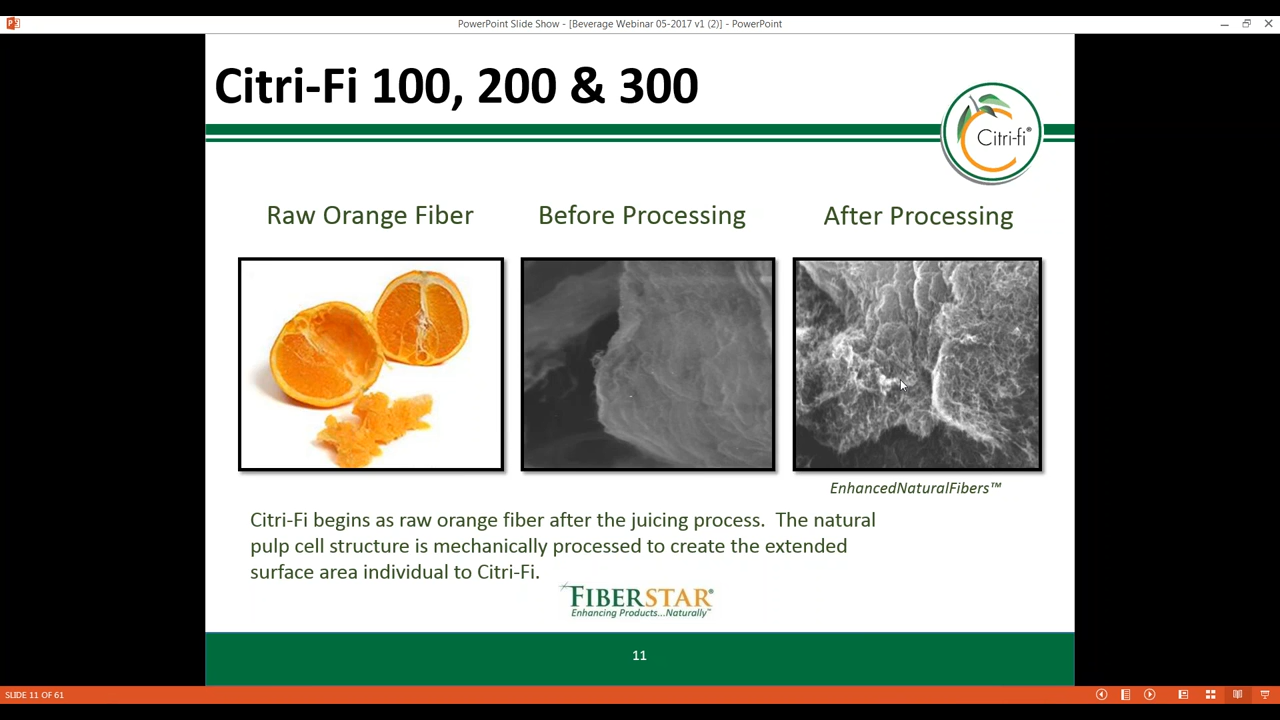 PowerPoint Slide Show - [Beverage Webinar 05-2017 v1 (2)] - PowerPoint
Citri-Fi 100, 200 & 300
Citri-fi®
Raw Orange Fiber
Before Processing
After Processing
EnhancedNaturalFibers™
Citri-Fi begins as raw orange fiber after the juicing process.  The natural
pulp cell structure is mechanically processed to create the extended
surface area individual to Citri-Fi.
FIBERSTAR®
Enhancing Products...Naturally™
11
SLIDE 11 OF 61